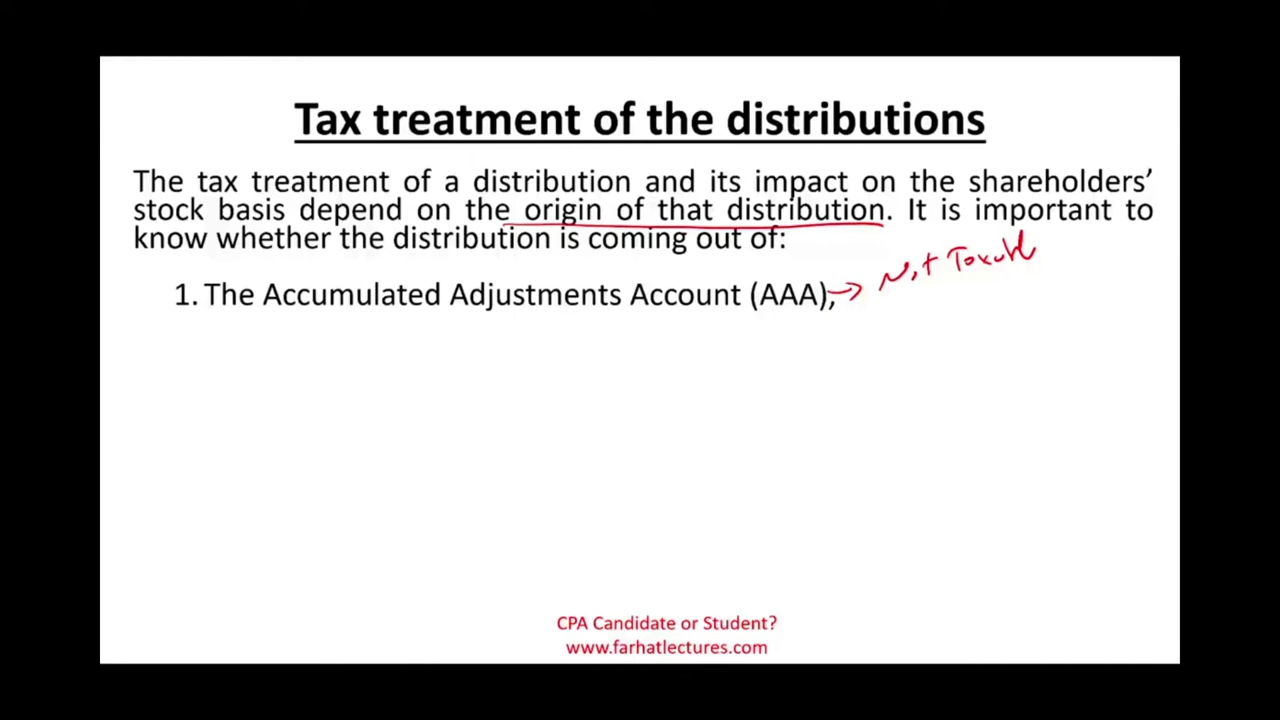 Tax treatment of the distributions
The tax treatment of a distribution and its impact on the shareholders’
stock basis depend on the origin of that distribution. It is important to
know whether the distribution is coming out of:
Not Taxable
1. The Accumulated Adjustments Account (AAA),
CPA Candidate or Student?
www.farhatlectures.com